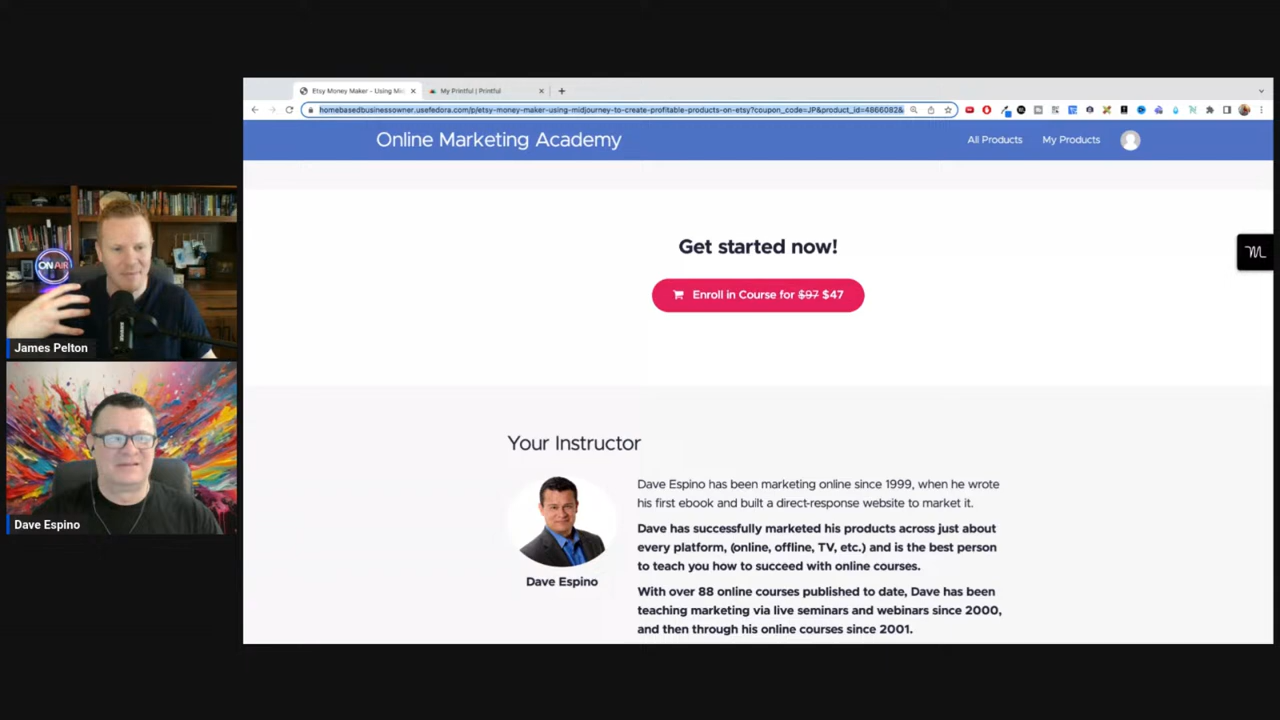 Etsy Money Maker - Using Mi
My Printful | Printful
homebasedbusinessowner.usefedora.com/p/etsy-money-maker-using-midjourney-to-create-profitable-products-on-etsy?coupon_code=JP&product_id=4866082&
Online Marketing Academy
All Products
My Products
Get started now!
Enroll in Course for $97 $47
ON AIR
James Pelton
Your Instructor
Dave Espino has been marketing online since 1999, when he wrote
his first ebook and built a direct-response website to market it.
Dave has successfully marketed his products across just about
every platform, (online, offline, TV, etc.) and is the best person
to teach you how to succeed with online courses.
Dave Espino
With over 88 online courses published to date, Dave has been
teaching marketing via live seminars and webinars since 2000,
and then through his online courses since 2001.
Dave Espino